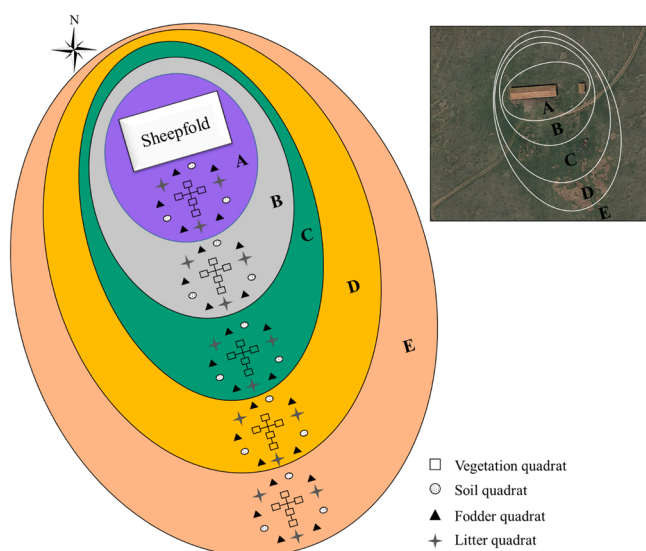 N
Sheepfold
A
B
C
D
E
A
B
C
D
E
Vegetation quadrat
Soil quadrat
Fodder quadrat
Litter quadrat